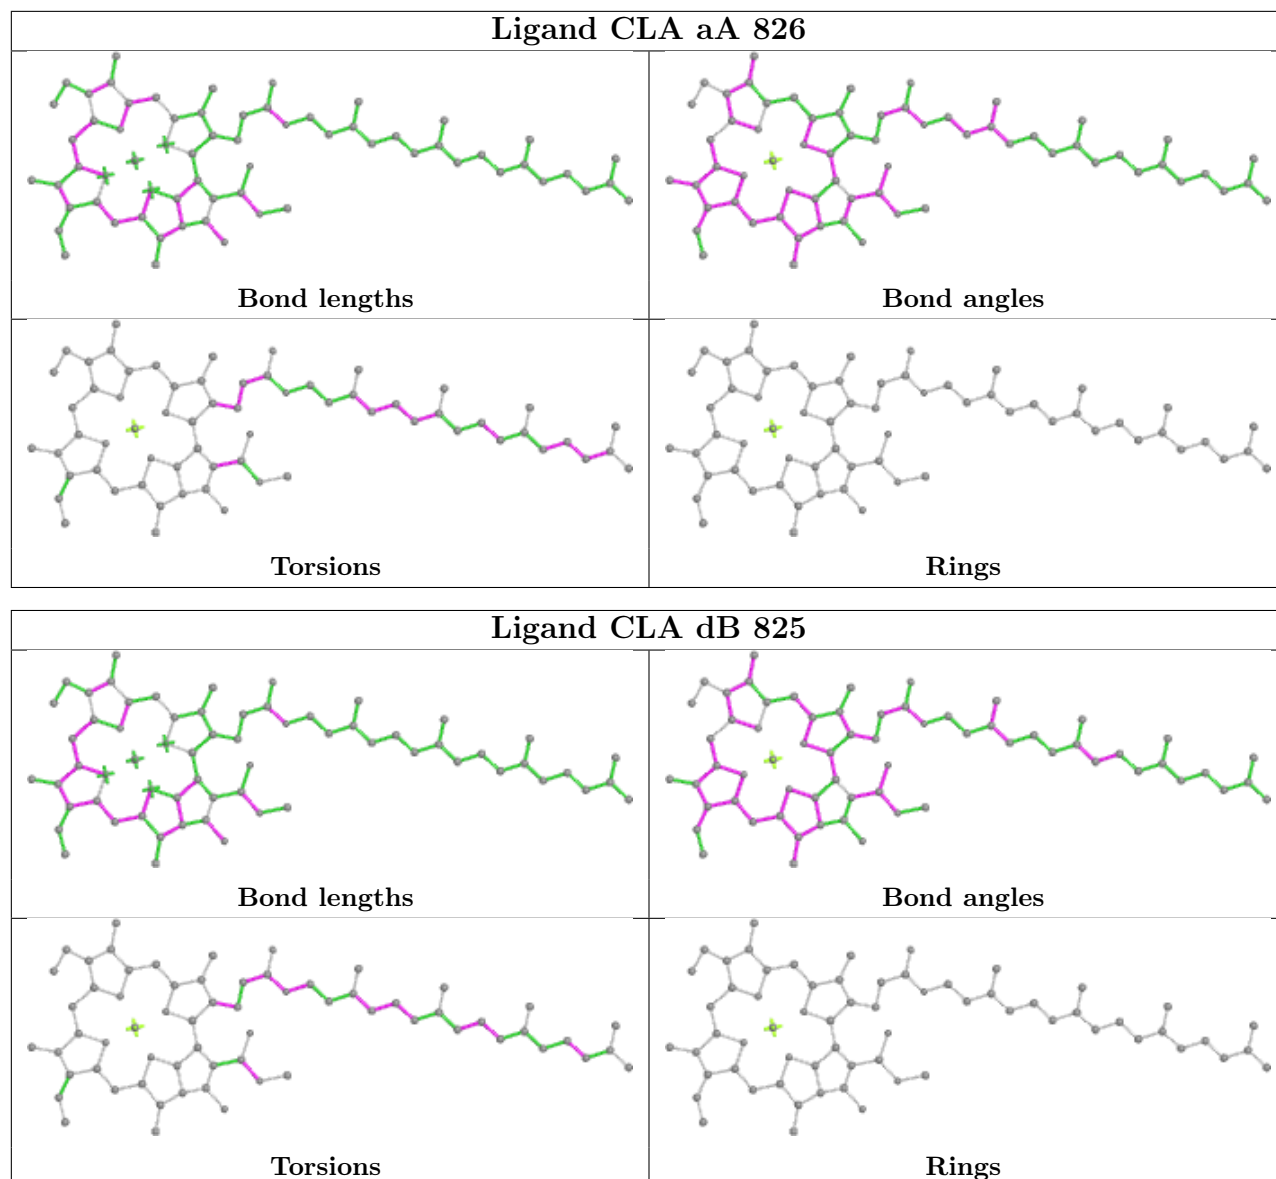 Ligand CLA aA 826
Bond lengths
Bond angles
Torsions
Rings
Ligand CLA dB 825
Bond lengths
Bond angles
Torsions
Rings